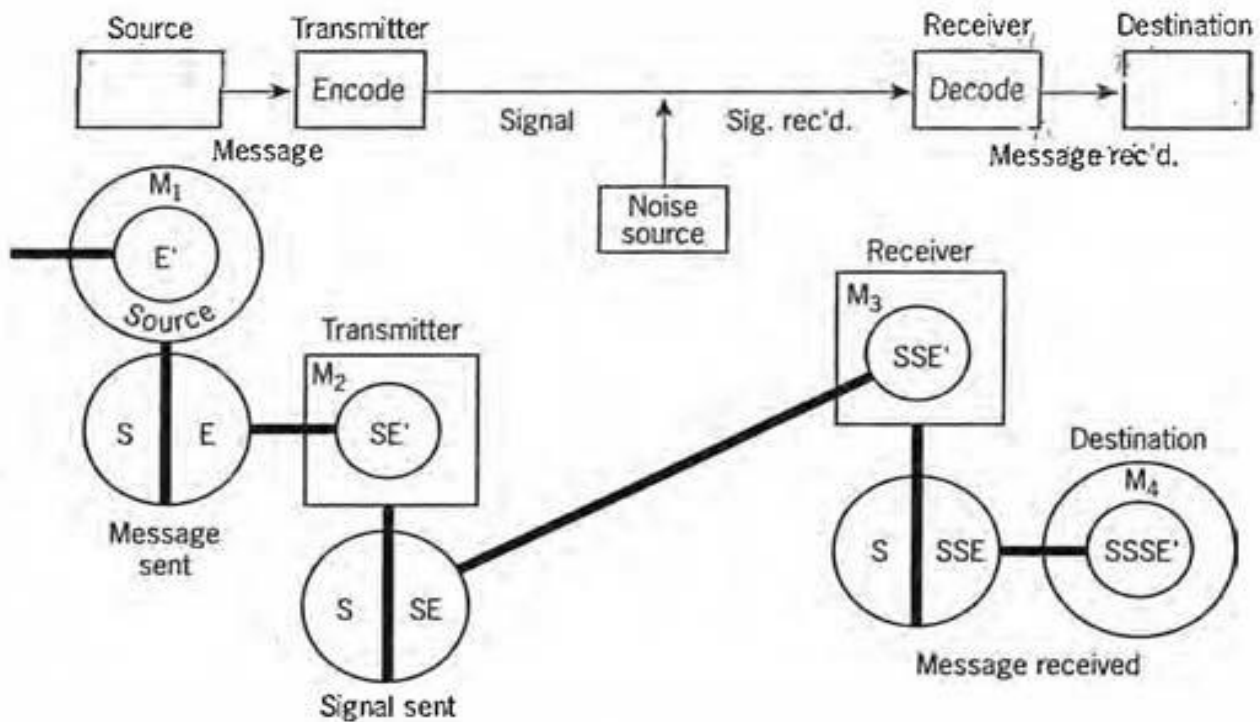 Source
Transmitter
Receiver
Destination
Encode
Decode
Signal
Sig. rec'd.
Message
Message rec'd.
Noise
source
M1
E'
Source
Receiver
M3
SSE'
Transmitter
M2
SE'
S E
Message
sent
Destination
M4
S SSE
SSSE'
S SE
Message received
Signal sent